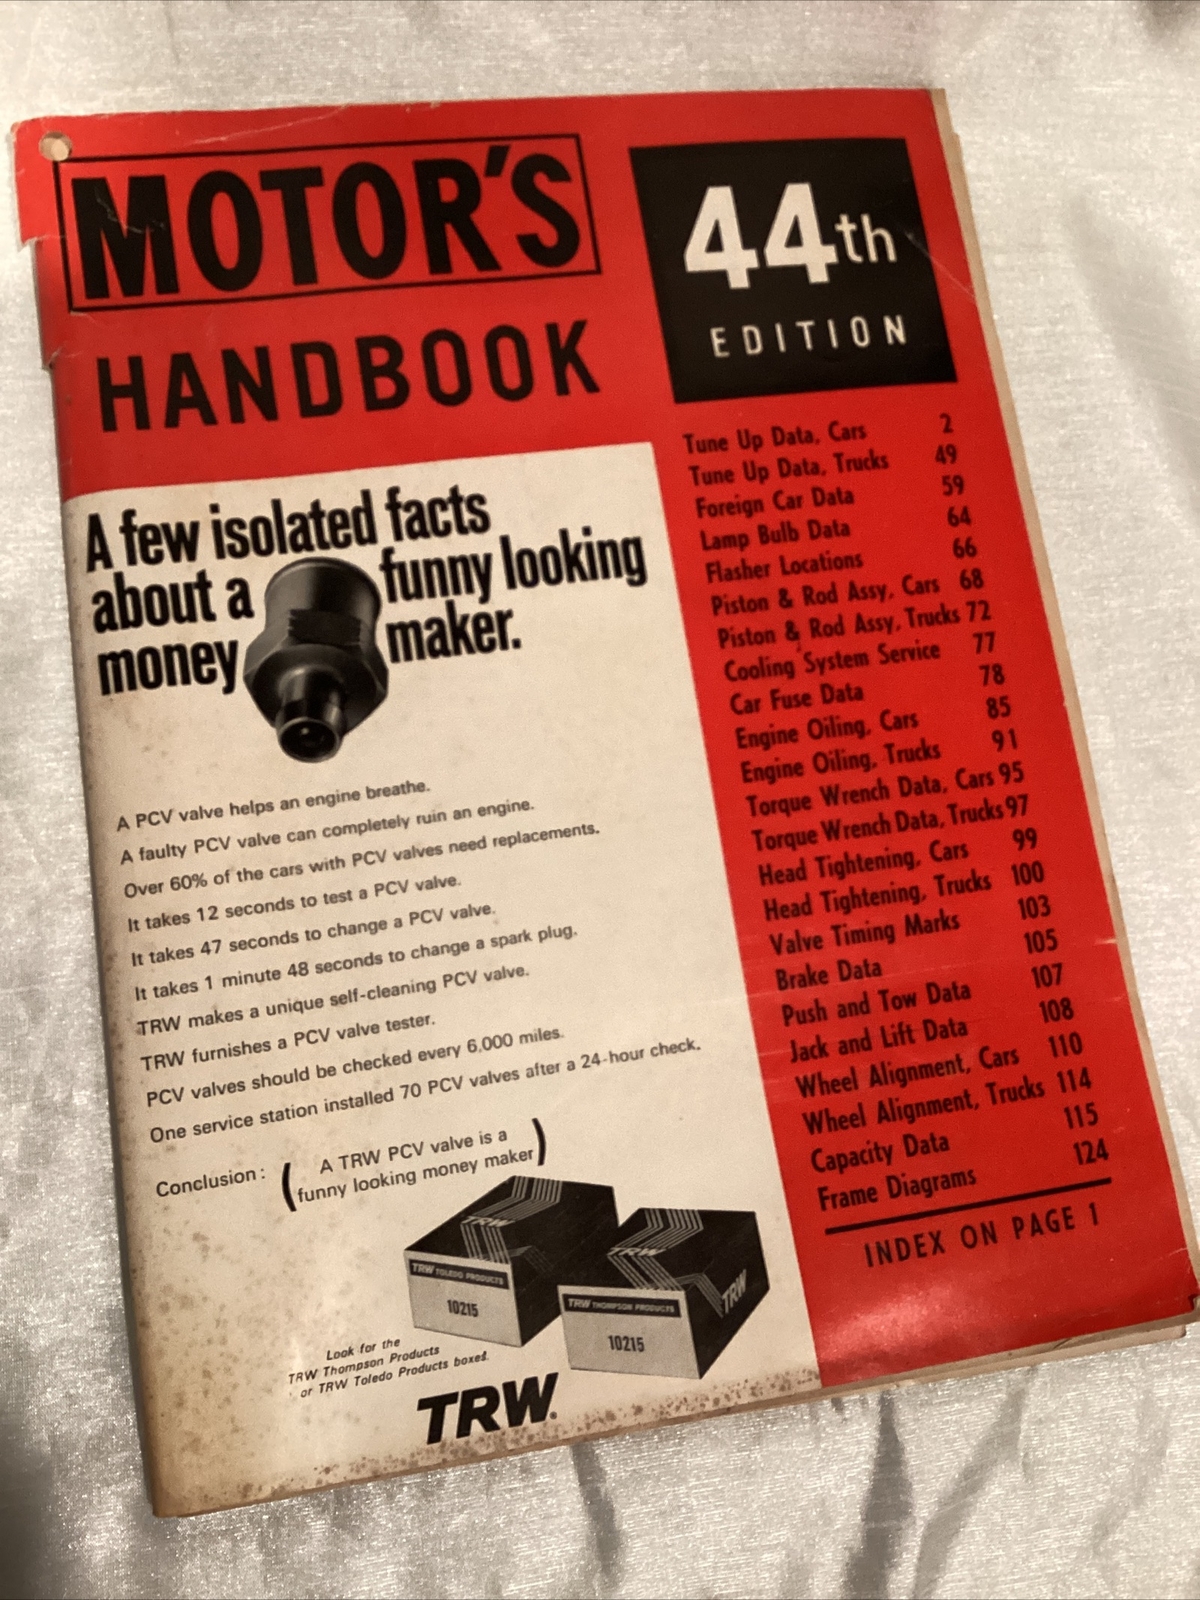 MOTOR'S
HANDBOOK
44th
EDITION
A few isolated facts
about a funny looking
money maker.
A PCV valve helps an engine breathe.
A faulty PCV valve can completely ruin an engine.
Over 60% of the cars with PCV valves need replacements.
It takes 12 seconds to test a PCV valve.
It takes 47 seconds to change a PCV valve.
It takes 1 minute 48 seconds to change a spark plug.
TRW makes a unique self-cleaning PCV valve.
TRW furnishes a PCV valve tester.
PCV valves should be checked every 6,000 miles.
One service station installed 70 PCV valves after a 24-hour check.
Conclusion: ( A TRW PCV valve is a
funny looking money maker )
TRW
TRW TOLEDO PRODUCTS
10215
TRW
TRW
TRW THOMPSON PRODUCTS
10215
Look for the
TRW Thompson Products
or TRW Toledo Products boxes.
TRW®
Tune Up Data, Cars 2
Tune Up Data, Trucks 49
Foreign Car Data 59
Lamp Bulb Data 64
Flasher Locations 66
Piston & Rod Assy, Cars 68
Piston & Rod Assy, Trucks 72
Cooling System Service 77
Car Fuse Data 78
Engine Oiling, Cars 85
Engine Oiling, Trucks 91
Torque Wrench Data, Cars 95
Torque Wrench Data, Trucks 97
Head Tightening, Cars 99
Head Tightening, Trucks 100
Valve Timing Marks 103
Brake Data 105
Push and Tow Data 107
Jack and Lift Data 108
Wheel Alignment, Cars 110
Wheel Alignment, Trucks 114
Capacity Data 115
Frame Diagrams 124
INDEX ON PAGE 1